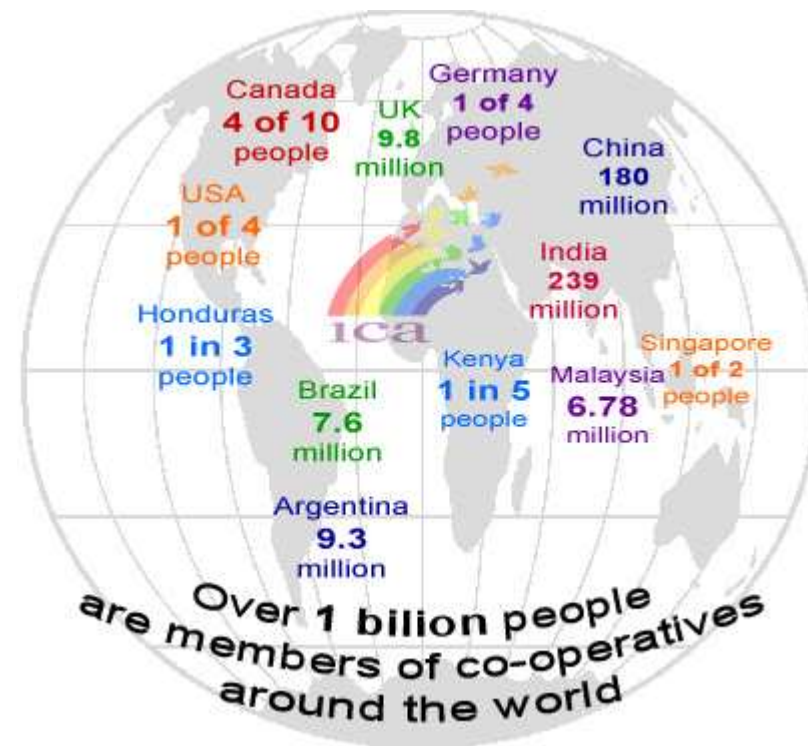 Canada
4 of 10
people
UK
9.8
million
Germany
1 of 4
people
China
180
million
USA
1 of 4
people
India
239
million
ica
Honduras
1 in 3
people
Brazil
7.6
million
Kenya
1 in 5
people
Malaysia
6.78
million
Singapore
1 of 2
people
Argentina
9.3
million
Over 1 bilion people
are members of co-operatives
around the world